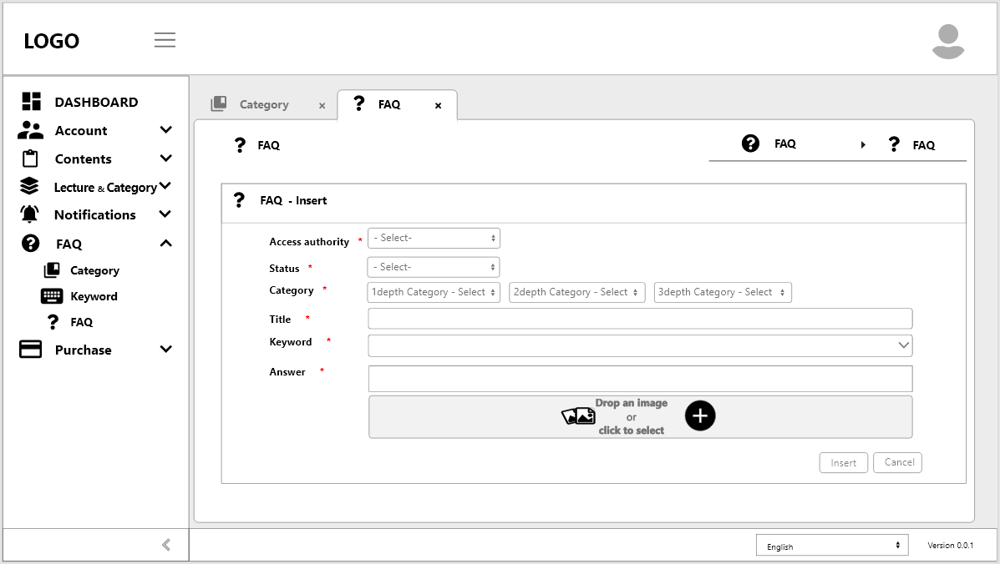 LOGO
DASHBOARD
Account
Contents
Lecture & Category
Notifications
FAQ
Category
Keyword
FAQ
Purchase
Category ×
FAQ ×
FAQ
FAQ FAQ
FAQ - Insert
Access authority * - Select-
Status * - Select-
Category * 1depth Category - Select 2depth Category - Select 3depth Category - Select
Title *
Keyword *
Answer *
Drop an image
or
click to select
Insert Cancel
English Version 0.0.1